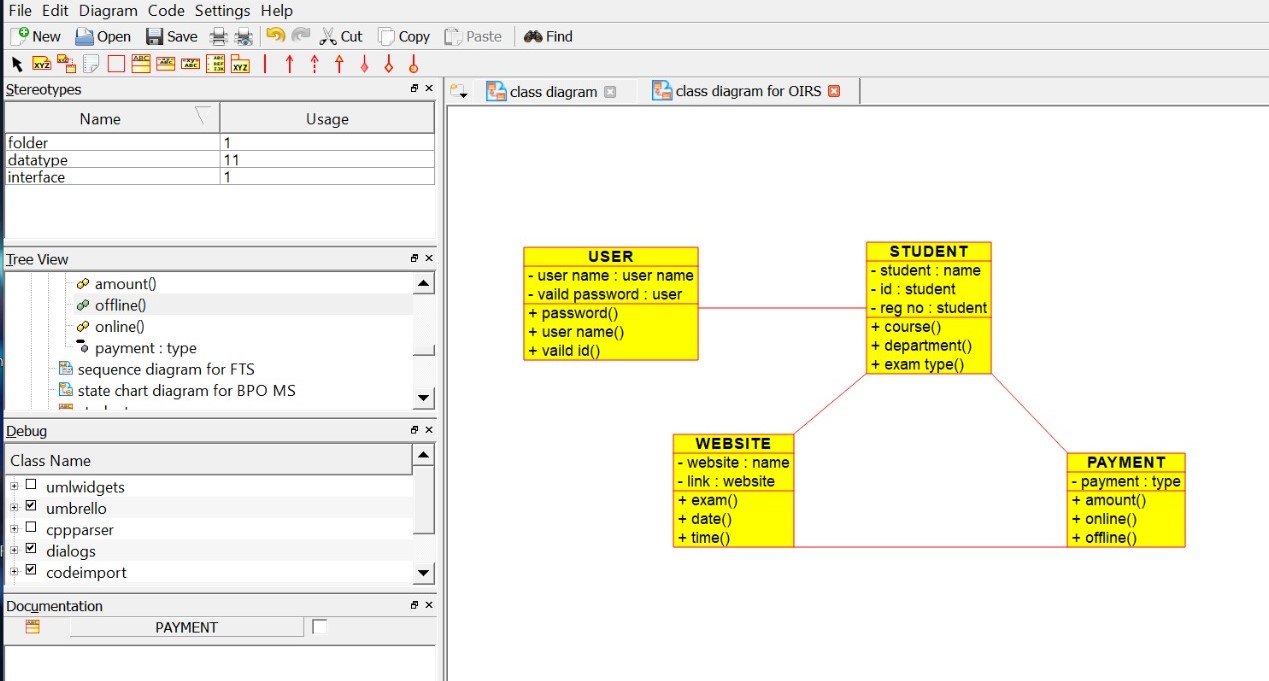 File Edit Diagram Code Settings Help
New Open Save Cut Copy Paste Find
XYZ ABC XYZ
Stereotypes
class diagram
class diagram for OIRS
Name Usage
folder 1
datatype 11
interface 1
Tree View
amount()
offline()
online()
payment : type
sequence diagram for FTS
state chart diagram for BPO MS
Debug
Class Name
umlwidgets
umbrello
cppparser
dialogs
codeimport
Documentation
PAYMENT
USER
- user name : user name
- vaild password : user
+ password()
+ user name()
+ vaild id()
STUDENT
- student : name
- id : student
- reg no : student
+ course()
+ department()
+ exam type()
WEBSITE
- website : name
- link : website
+ exam()
+ date()
+ time()
PAYMENT
- payment : type
+ amount()
+ online()
+ offline()